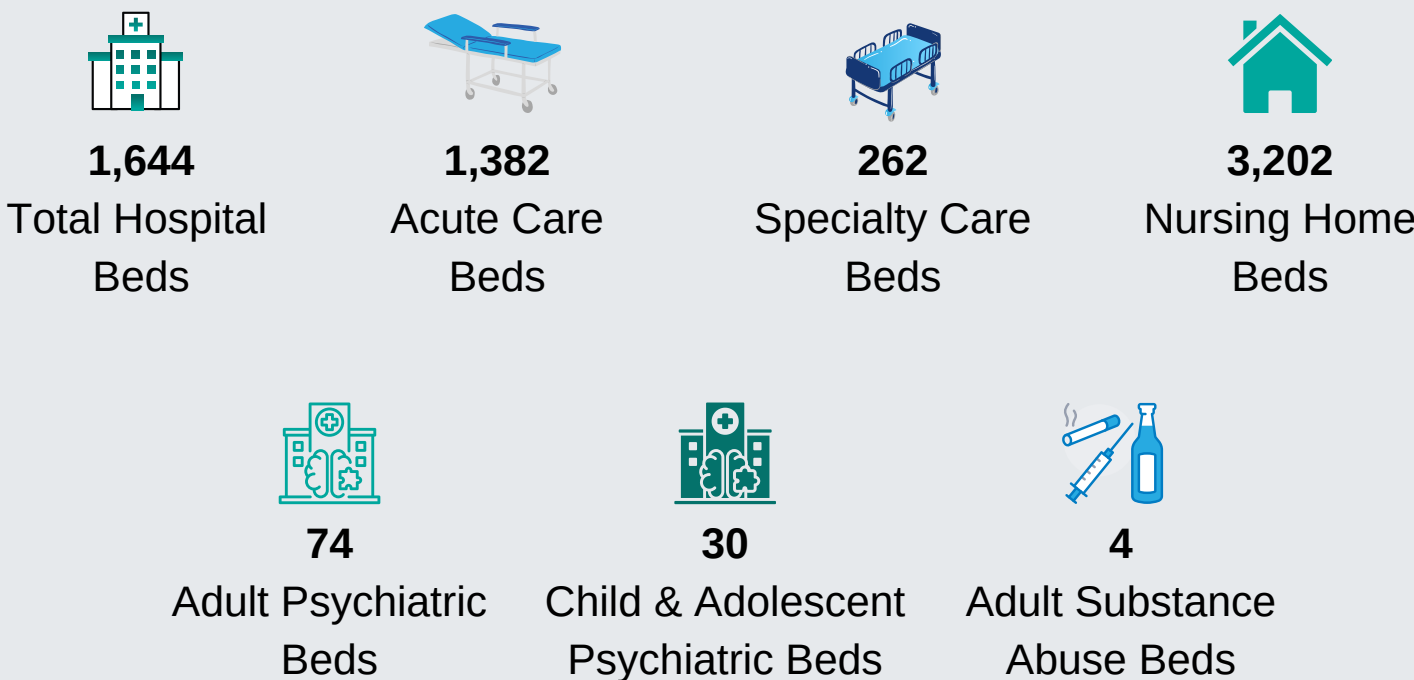 1,644
Total Hospital
Beds
1,382
Acute Care
Beds
262
Specialty Care
Beds
3,202
Nursing Home
Beds
74
Adult Psychiatric
Beds
30
Child & Adolescent
Psychiatric Beds
4
Adult Substance
Abuse Beds